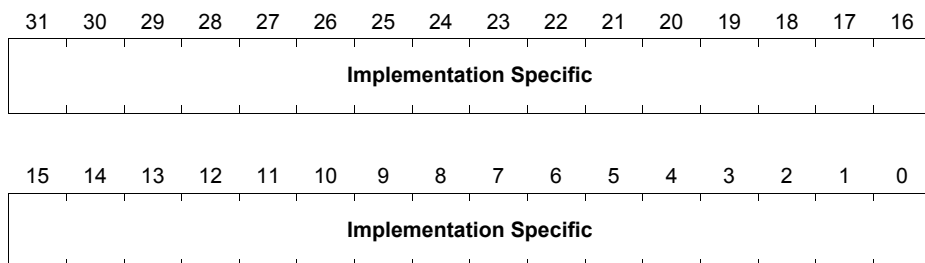 31 30 29 28 27 26 25 24 23 22 21 20 19 18 17 16
Implementation Specific
15 14 13 12 11 10 9 8 7 6 5 4 3 2 1 0
Implementation Specific